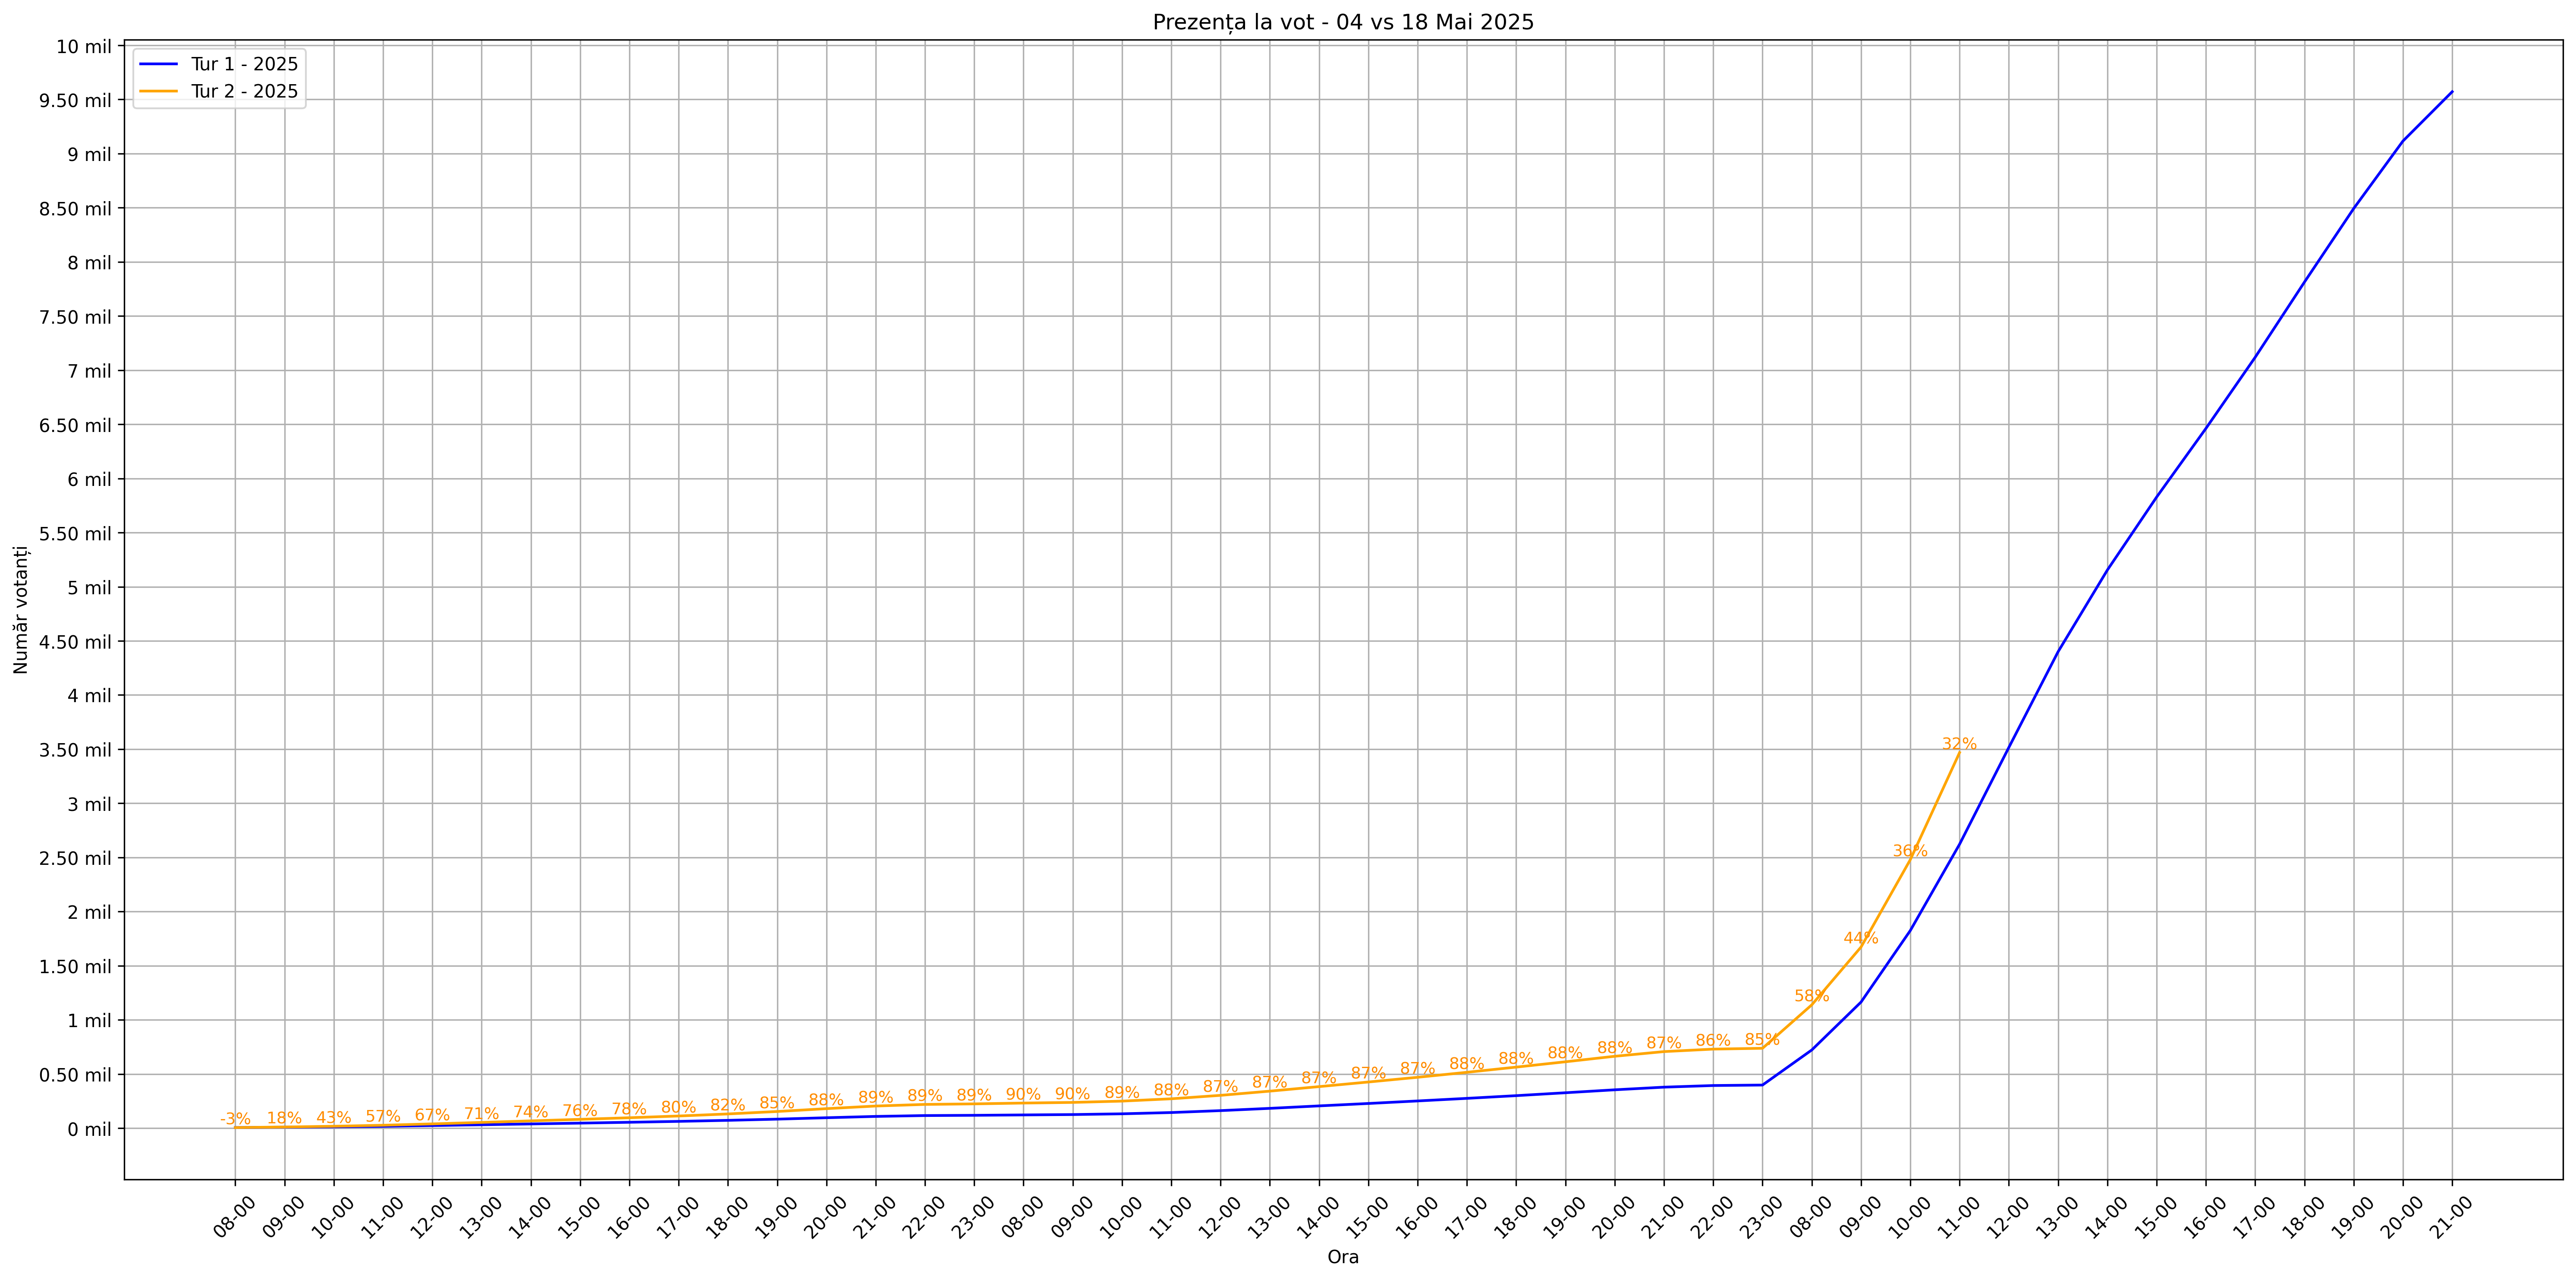 Prezența la vot - 04 vs 18 Mai 2025
Tur 1 - 2025
Tur 2 - 2025
Număr votanți
10 mil
9.50 mil
9 mil
8.50 mil
8 mil
7.50 mil
7 mil
6.50 mil
6 mil
5.50 mil
5 mil
4.50 mil
4 mil
3.50 mil
3 mil
2.50 mil
2 mil
1.50 mil
1 mil
0.50 mil
0 mil
-3% 18% 43% 57% 67% 71% 74% 76% 78% 80% 82% 85% 88% 89% 89% 89% 90% 90% 89% 88% 87% 87% 87% 87% 87% 88% 88% 88% 88% 87% 86% 85% 58% 44% 36% 32%
08-00 09-00 10-00 11-00 12-00 13-00 14-00 15-00 16-00 17-00 18-00 19-00 20-00 21-00 22-00 23-00 08-00 09-00 10-00 11-00 12-00 13-00 14-00 15-00 16-00 17-00 18-00 19-00 20-00 21-00 22-00 23-00 08-00 09-00 10-00 11-00 12-00 13-00 14-00 15-00 16-00 17-00 18-00 19-00 20-00 21-00
Ora